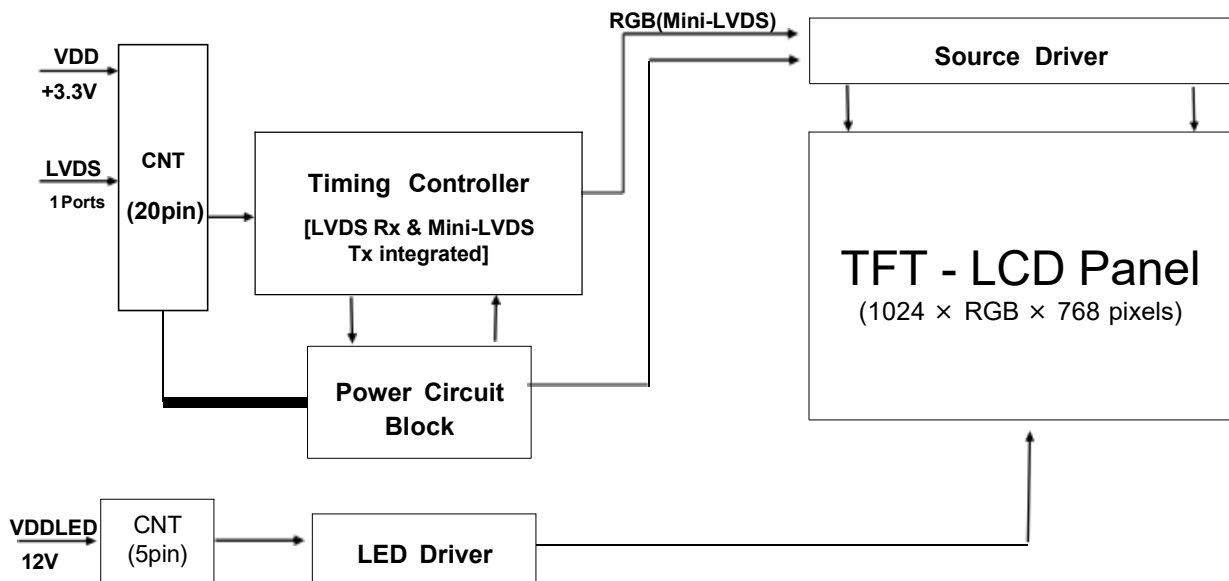 RGB(Mini-LVDS)
VDD
+3.3V
LVDS
1 Ports
CNT
(20pin)
Timing Controller
[LVDS Rx & Mini-LVDS
Tx integrated]
Source Driver
TFT - LCD Panel
(1024 × RGB × 768 pixels)
Power Circuit
Block
VDDLED
12V
CNT
(5pin)
LED Driver